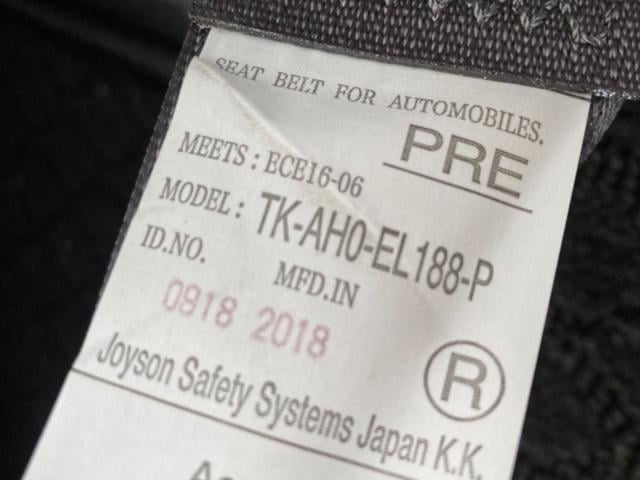 SEAT BELT FOR AUTOMOBILES.
PRE
MEETS : ECE16-06
MODEL : TK-AH0-EL188-P
ID.NO. MFD.IN
0918 2018
R
Joyson Safety Systems Japan K.K.